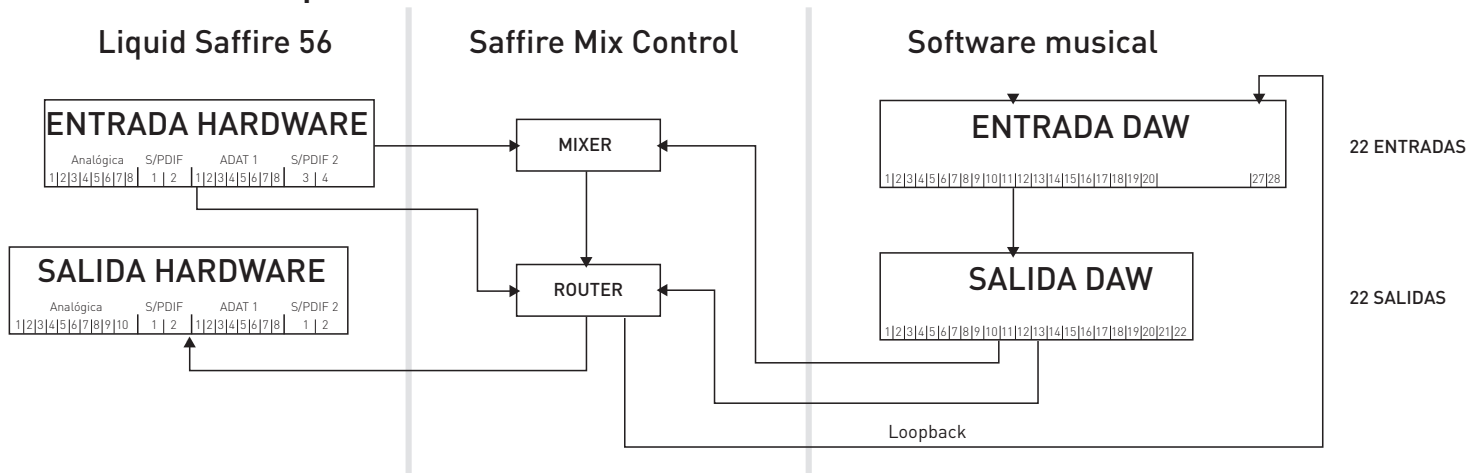 Liquid Saffire 56
Saffire Mix Control
Software musical
ENTRADA HARDWARE
Analógica S/PDIF ADAT 1 S/PDIF 2
1|2|3|4|5|6|7|8 1 | 2 1|2|3|4|5|6|7|8 3 | 4
MIXER
ENTRADA DAW
1|2|3|4|5|6|7|8|9|10|11|12|13|14|15|16|17|18|19|20| |27|28
22 ENTRADAS
SALIDA HARDWARE
Analógica S/PDIF ADAT 1 S/PDIF 2
1|2|3|4|5|6|7|8|9|10 1 | 2 1|2|3|4|5|6|7|8 1 | 2
ROUTER
SALIDA DAW
1|2|3|4|5|6|7|8|9|10|11|12|13|14|15|16|17|18|19|20|21|22
22 SALIDAS
Loopback